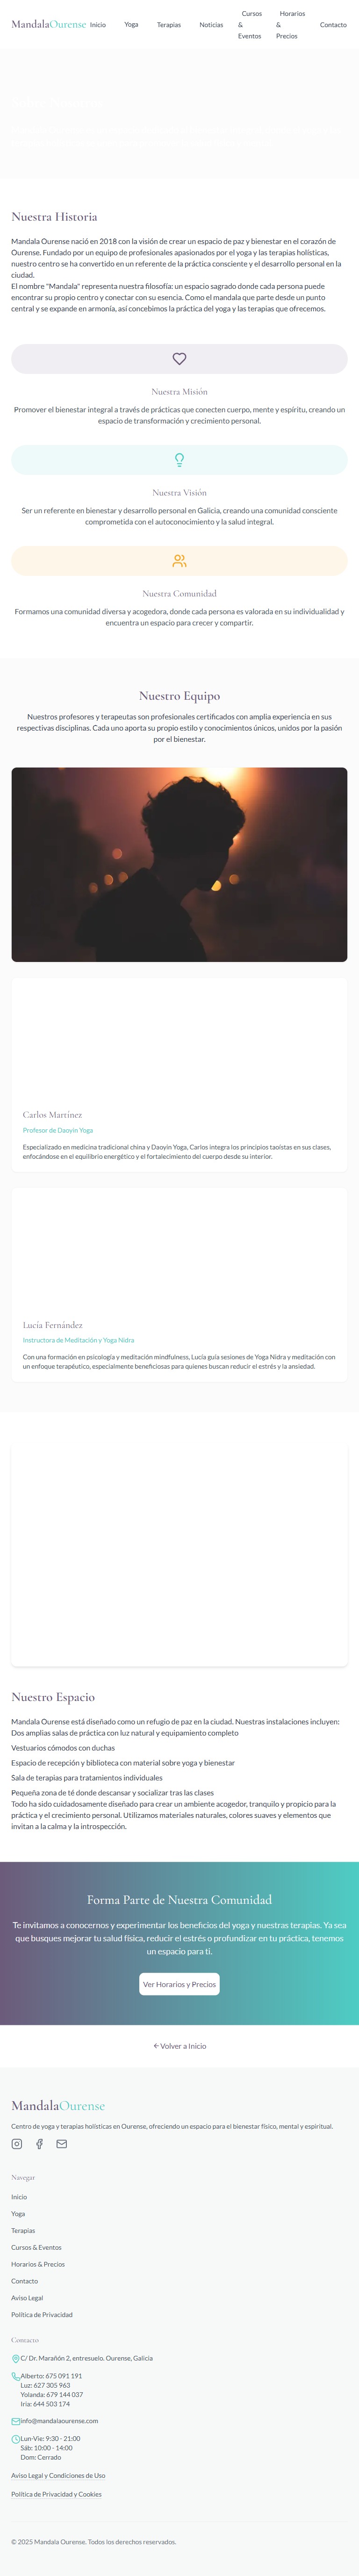 MandalaOurense
Inicio
Yoga
Terapias
Noticias
Cursos
&
Eventos
Horarios
&
Precios
Contacto
Nuestra Historia
Mandala Ourense nació en 2018 con la visión de crear un espacio de paz y bienestar en el corazón de
Ourense. Fundado por un equipo de profesionales apasionados por el yoga y las terapias holísticas,
nuestro centro se ha convertido en un referente de la práctica consciente y el desarrollo personal en la
ciudad.
El nombre "Mandala" representa nuestra filosofía: un espacio sagrado donde cada persona puede
encontrar su propio centro y conectar con su esencia. Como el mandala que parte desde un punto
central y se expande en armonía, así concebimos la práctica del yoga y las terapias que ofrecemos.
Nuestra Misión
Promover el bienestar integral a través de prácticas que conecten cuerpo, mente y espíritu, creando un
espacio de transformación y crecimiento personal.
Nuestra Visión
Ser un referente en bienestar y desarrollo personal en Galicia, creando una comunidad consciente
comprometida con el autoconocimiento y la salud integral.
Nuestra Comunidad
Formamos una comunidad diversa y acogedora, donde cada persona es valorada en su individualidad y
encuentra un espacio para crecer y compartir.
Nuestro Equipo
Nuestros profesores y terapeutas son profesionales certificados con amplia experiencia en sus
respectivas disciplinas. Cada uno aporta su propio estilo y conocimientos únicos, unidos por la pasión
por el bienestar.
Carlos Martínez
Profesor de Daoyin Yoga
Especializado en medicina tradicional china y Daoyin Yoga, Carlos integra los principios taoístas en sus clases,
enfocándose en el equilibrio energético y el fortalecimiento del cuerpo desde su interior.
Lucía Fernández
Instructora de Meditación y Yoga Nidra
Con una formación en psicología y meditación mindfulness, Lucía guía sesiones de Yoga Nidra y meditación con
un enfoque terapéutico, especialmente beneficiosas para quienes buscan reducir el estrés y la ansiedad.
Nuestro Espacio
Mandala Ourense está diseñado como un refugio de paz en la ciudad. Nuestras instalaciones incluyen:
Dos amplias salas de práctica con luz natural y equipamiento completo
Vestuarios cómodos con duchas
Espacio de recepción y biblioteca con material sobre yoga y bienestar
Sala de terapias para tratamientos individuales
Pequeña zona de té donde descansar y socializar tras las clases
Todo ha sido cuidadosamente diseñado para crear un ambiente acogedor, tranquilo y propicio para la
práctica y el crecimiento personal. Utilizamos materiales naturales, colores suaves y elementos que
invitan a la calma y la introspección.
Forma Parte de Nuestra Comunidad
Te invitamos a conocernos y experimentar los beneficios del yoga y nuestras terapias. Ya sea
que busques mejorar tu salud física, reducir el estrés o profundizar en tu práctica, tenemos
un espacio para ti.
Ver Horarios y Precios
← Volver a Inicio
MandalaOurense
Centro de yoga y terapias holísticas en Ourense, ofreciendo un espacio para el bienestar físico, mental y espiritual.
Navegar
Inicio
Yoga
Terapias
Cursos & Eventos
Horarios & Precios
Contacto
Aviso Legal
Política de Privacidad
Contacto
C/ Dr. Marañón 2, entresuelo. Ourense, Galicia
Alberto: 675 091 191
Luz: 627 305 963
Yolanda: 679 144 037
Iria: 644 503 174
info@mandalaourense.com
Lun-Vie: 9:30 - 21:00
Sáb: 10:00 - 14:00
Dom: Cerrado
Aviso Legal y Condiciones de Uso
Política de Privacidad y Cookies
© 2025 Mandala Ourense. Todos los derechos reservados.